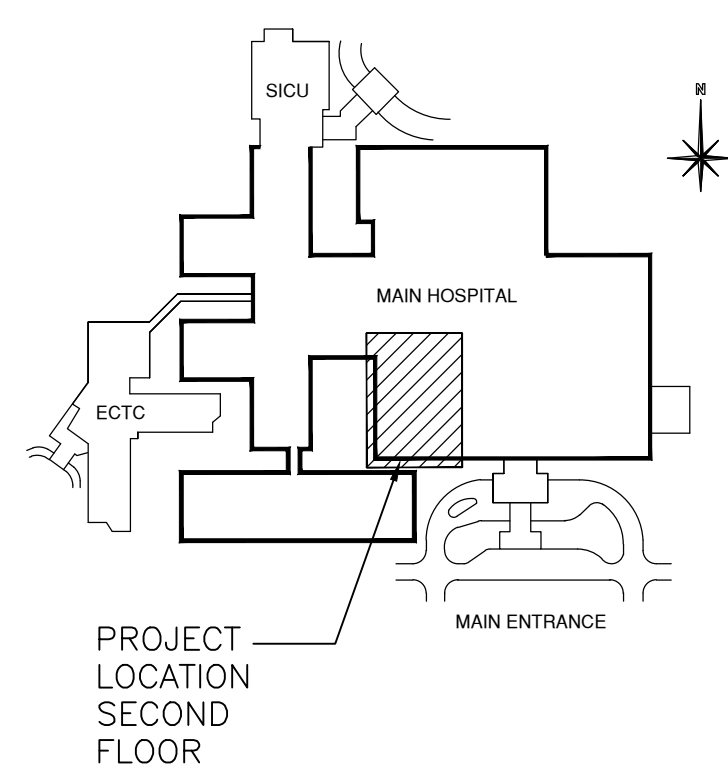 SICU
N
MAIN HOSPITAL
ECTC
MAIN ENTRANCE
PROJECT
LOCATION
SECOND
FLOOR